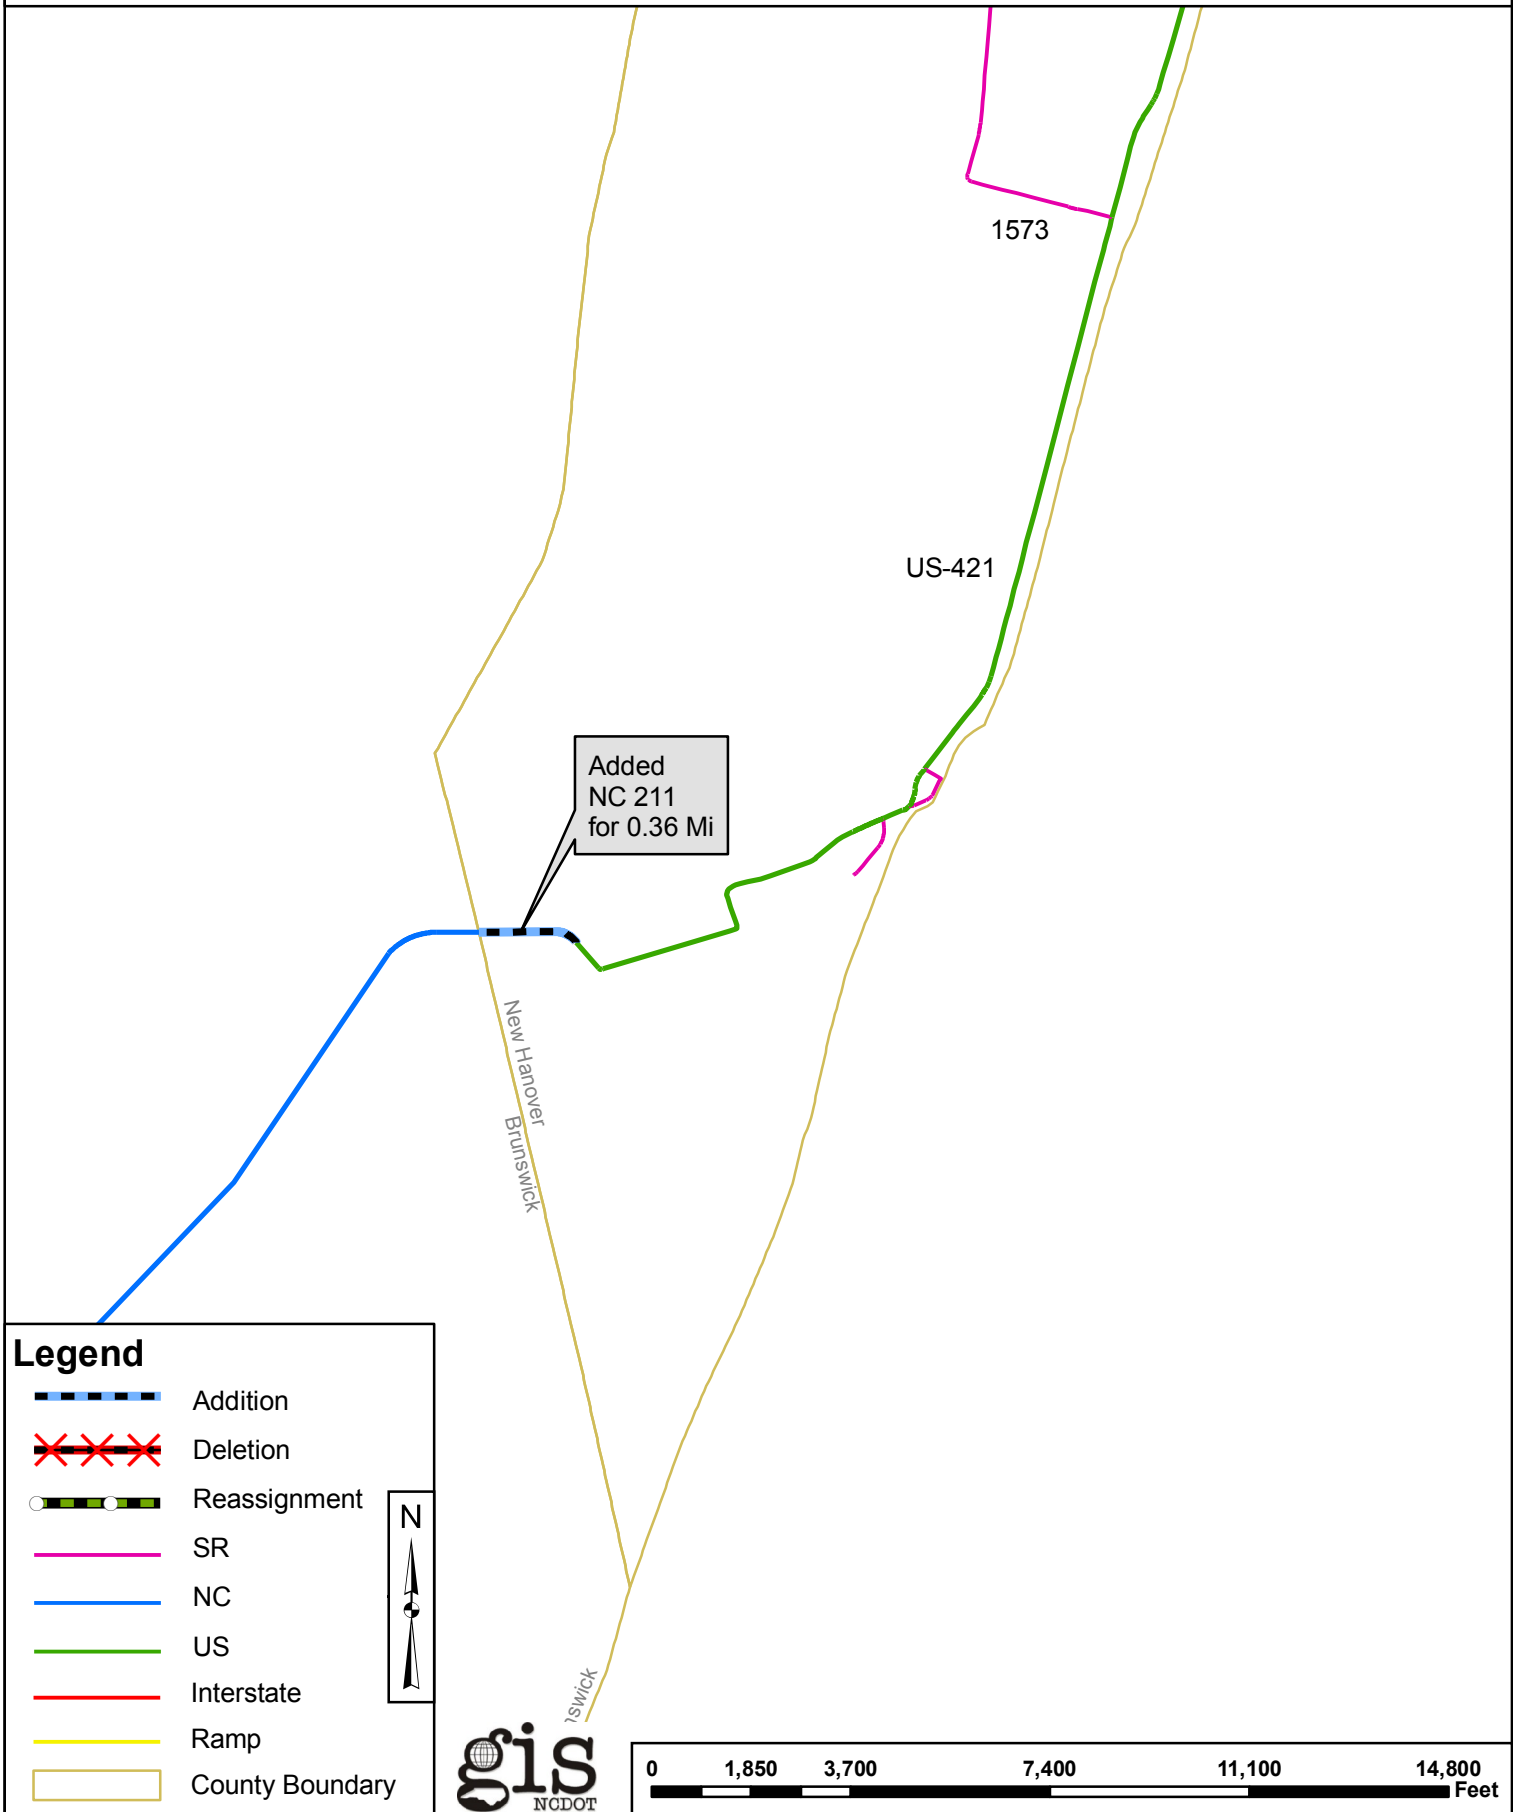 1573
US-421
Added
NC 211
for 0.36 Mi
New Hanover
Brunswick
Legend
Addition
Deletion
Reassignment
SR
NC
US
Interstate
Ramp
County Boundary
N
nswick
gis
NCDOT
0 1,850 3,700 7,400 11,100 14,800
Feet